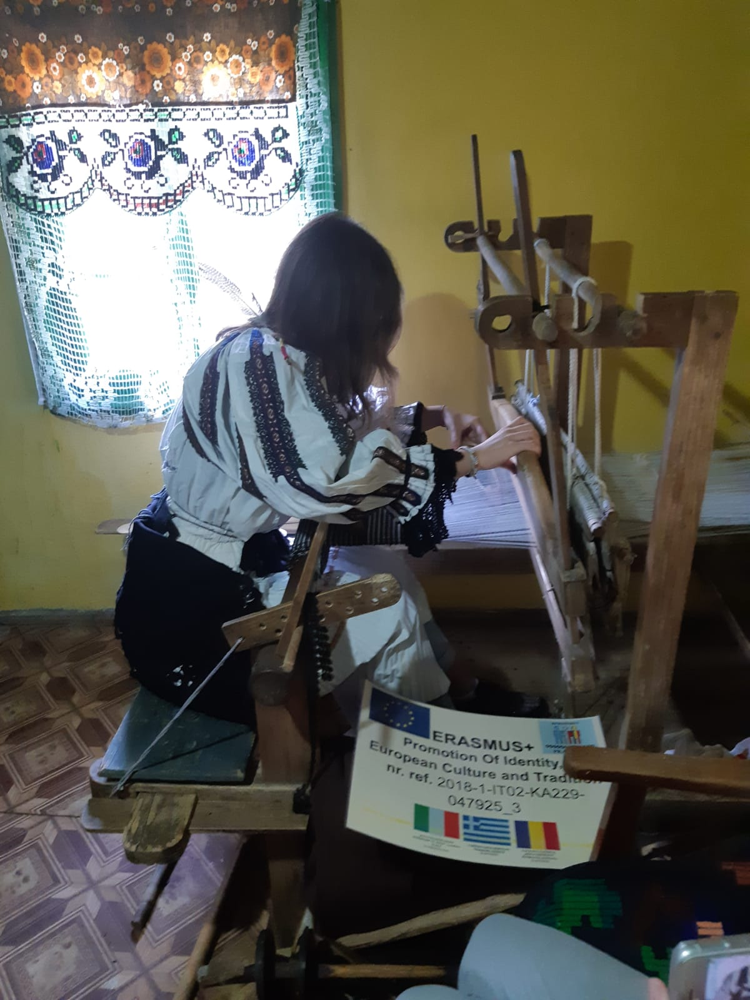 ERASMUS+
Promotion Of Identity,
European Culture and Tradition
nr. ref. 2018-1-IT02-KA229-
047925_3